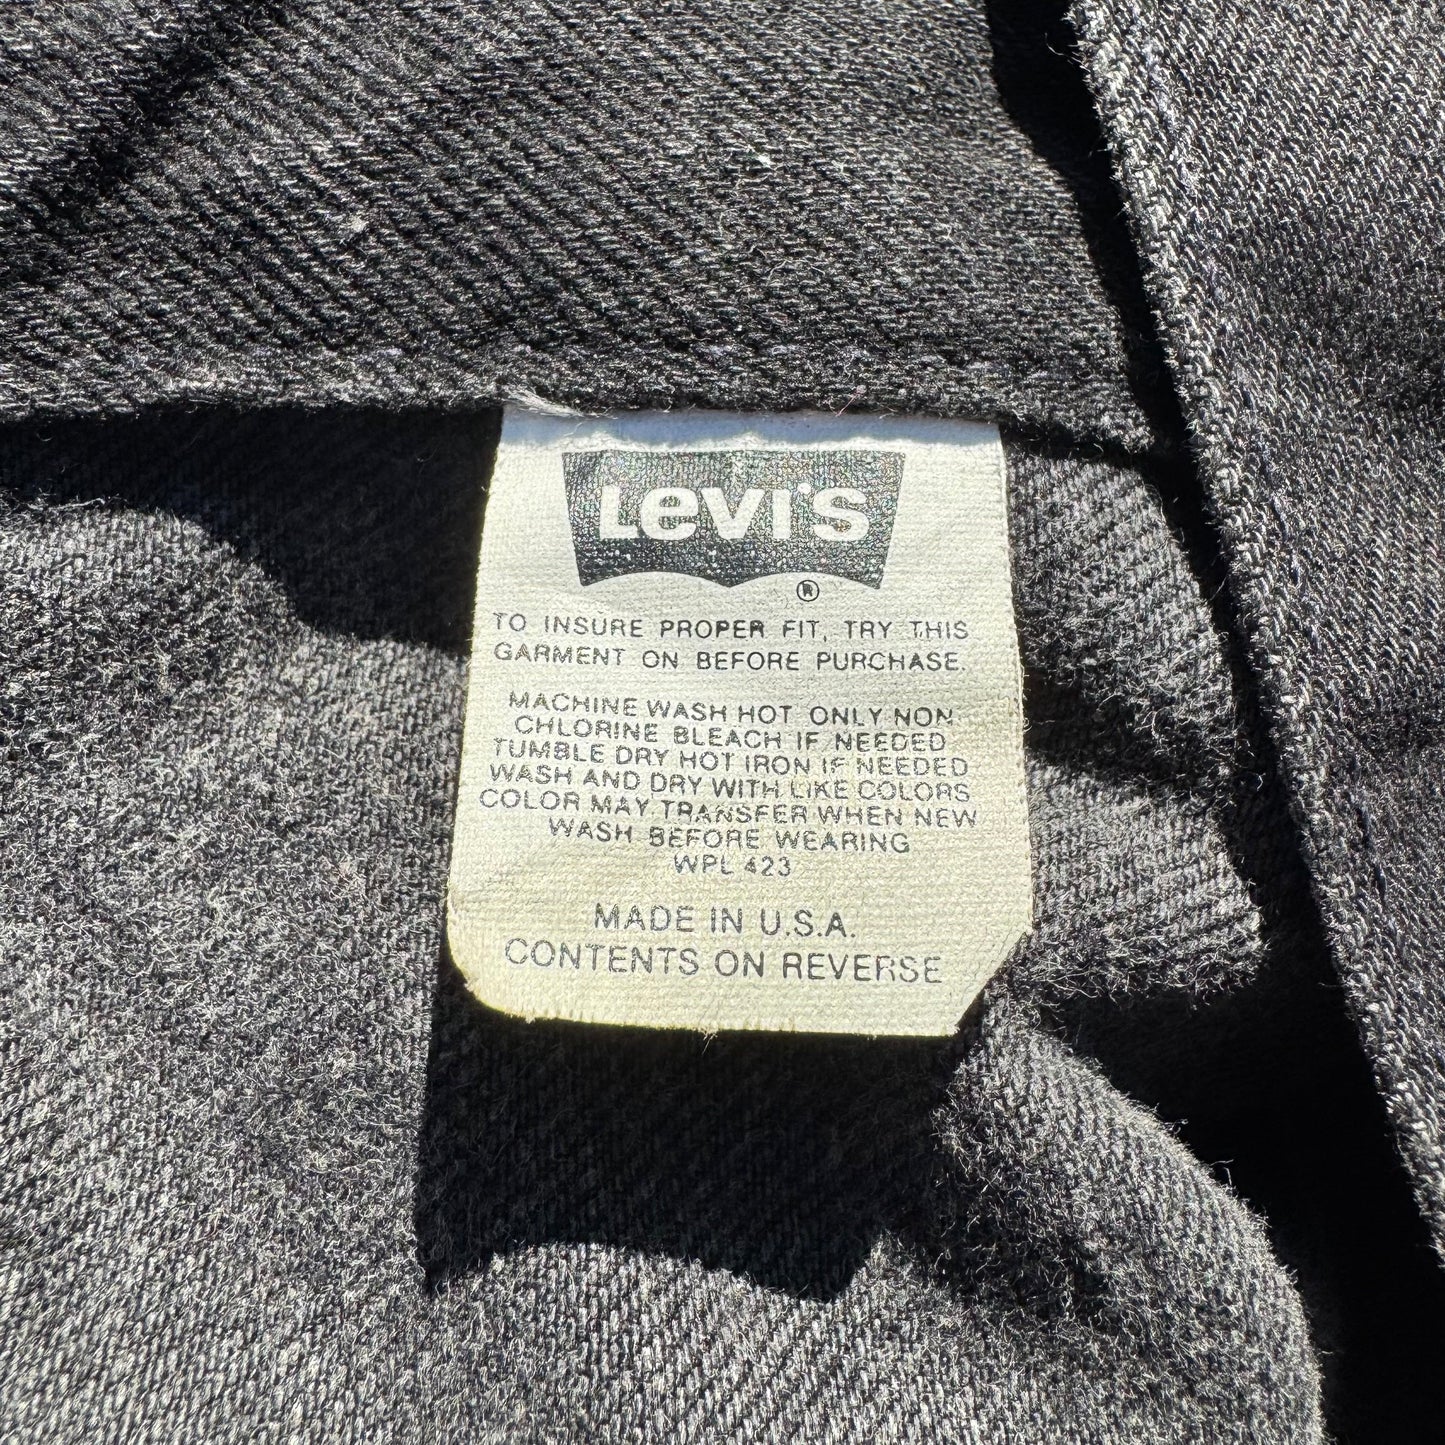 Levi's
®
TO INSURE PROPER FIT, TRY THIS
GARMENT ON BEFORE PURCHASE.
MACHINE WASH HOT ONLY NON
CHLORINE BLEACH IF NEEDED
TUMBLE DRY HOT IRON IF NEEDED
WASH AND DRY WITH LIKE COLORS
COLOR MAY TRANSFER WHEN NEW
WASH BEFORE WEARING
WPL 423
MADE IN U.S.A.
CONTENTS ON REVERSE